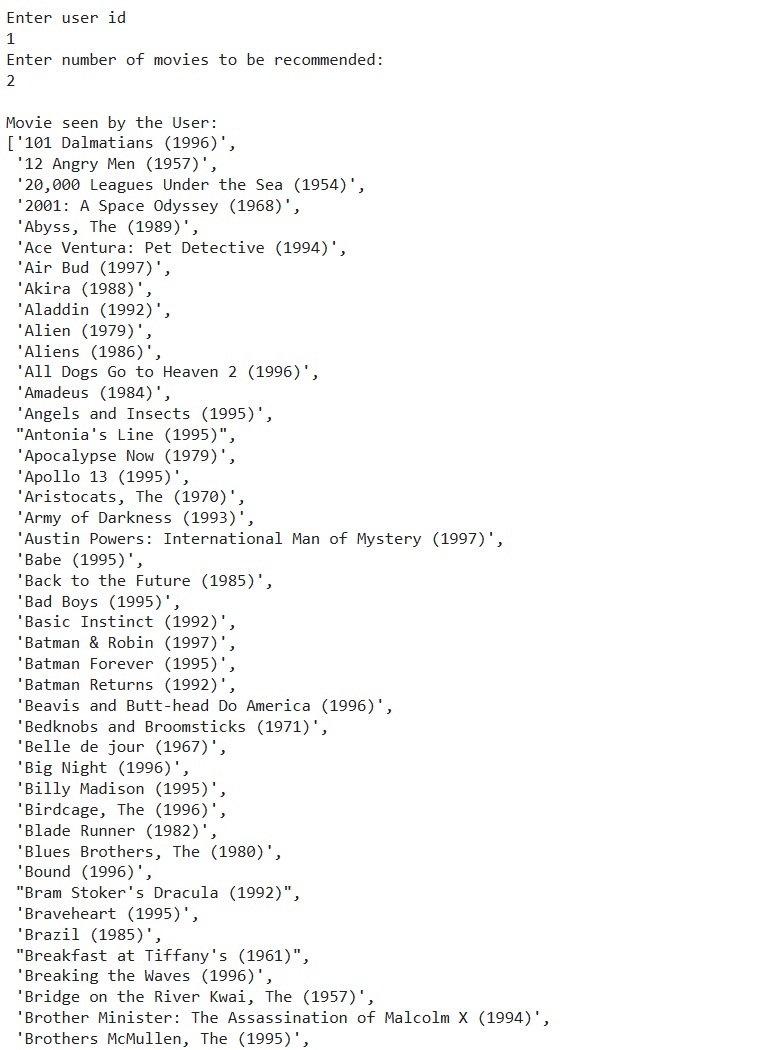 Enter user id
1
Enter number of movies to be recommended:
2
Movie seen by the User:
['101 Dalmatians (1996)',
'12 Angry Men (1957)',
'20,000 Leagues Under the Sea (1954)',
'2001: A Space Odyssey (1968)',
'Abyss, The (1989)',
'Ace Ventura: Pet Detective (1994)',
'Air Bud (1997)',
'Akira (1988)',
'Aladdin (1992)',
'Alien (1979)',
'Aliens (1986)',
'All Dogs Go to Heaven 2 (1996)',
'Amadeus (1984)',
'Angels and Insects (1995)',
"Antonia's Line (1995)",
'Apocalypse Now (1979)',
'Apollo 13 (1995)',
'Aristocats, The (1970)',
'Army of Darkness (1993)',
'Austin Powers: International Man of Mystery (1997)',
'Babe (1995)',
'Back to the Future (1985)',
'Bad Boys (1995)',
'Basic Instinct (1992)',
'Batman & Robin (1997)',
'Batman Forever (1995)',
'Batman Returns (1992)',
'Beavis and Butt-head Do America (1996)',
'Bedknobs and Broomsticks (1971)',
'Belle de jour (1967)',
'Big Night (1996)',
'Billy Madison (1995)',
'Birdcage, The (1996)',
'Blade Runner (1982)',
'Blues Brothers, The (1980)',
'Bound (1996)',
"Bram Stoker's Dracula (1992)",
'Braveheart (1995)',
'Brazil (1985)',
"Breakfast at Tiffany's (1961)",
'Breaking the Waves (1996)',
'Bridge on the River Kwai, The (1957)',
'Brother Minister: The Assassination of Malcolm X (1994)',
'Brothers McMullen, The (1995)',